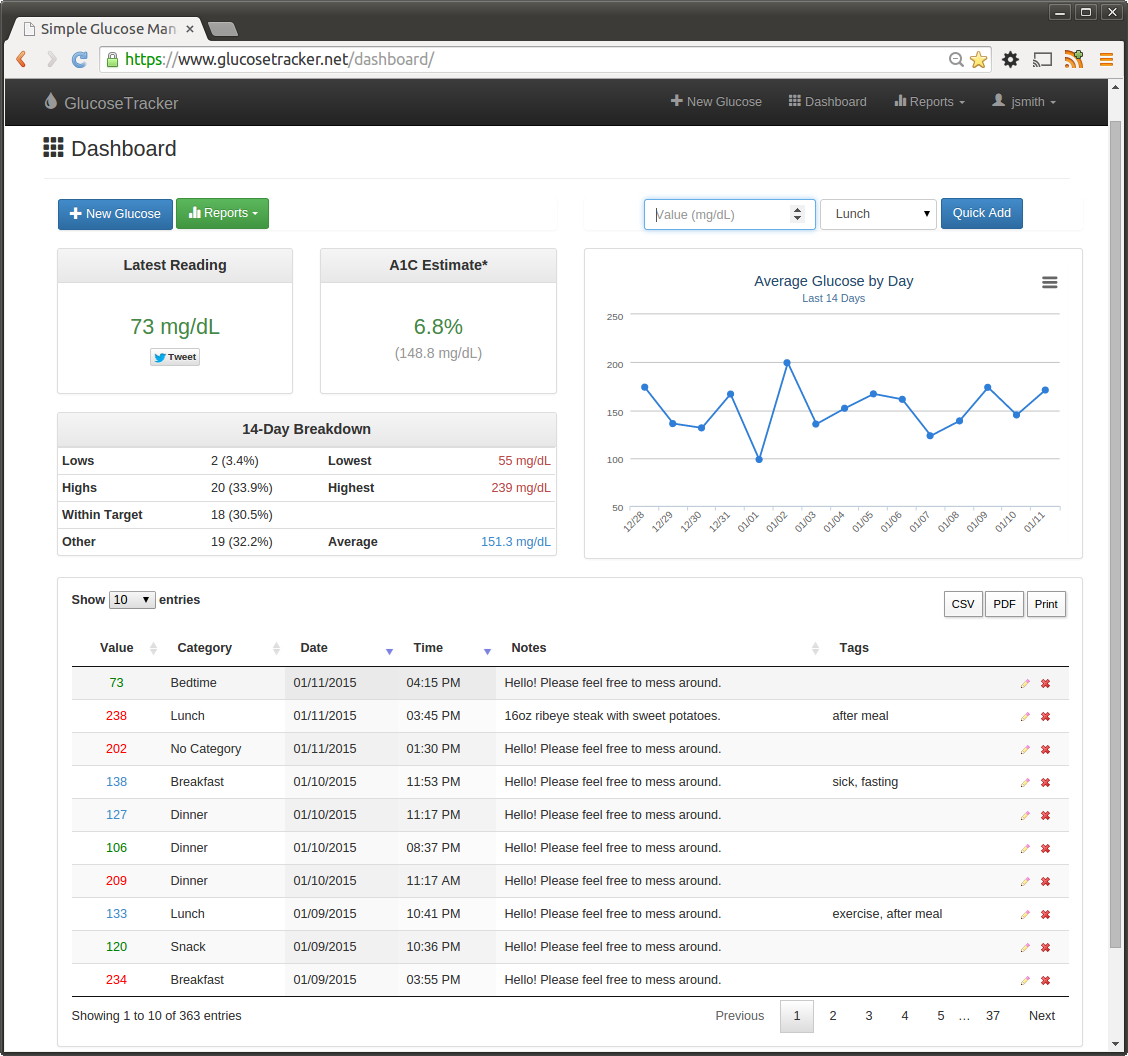 Simple Glucose Man
https://www.glucosetracker.net/dashboard/
GlucoseTracker
New Glucose Dashboard Reports jsmith
Dashboard
New Glucose Reports Value (mg/dL) Lunch Quick Add
Latest Reading
73 mg/dL
Tweet
A1C Estimate*
6.8%
(148.8 mg/dL)
14-Day Breakdown
Lows 2 (3.4%) Lowest 55 mg/dL
Highs 20 (33.9%) Highest 239 mg/dL
Within Target 18 (30.5%)
Other 19 (32.2%) Average 151.3 mg/dL
Average Glucose by Day
Last 14 Days
250
200
150
100
50
12/28 12/29 12/30 12/31 01/01 01/02 01/03 01/04 01/05 01/06 01/07 01/08 01/09 01/10 01/11
Show 10 entries CSV PDF Print
Value Category Date Time Notes Tags
73 Bedtime 01/11/2015 04:15 PM Hello! Please feel free to mess around.
238 Lunch 01/11/2015 03:45 PM 16oz ribeye steak with sweet potatoes. after meal
202 No Category 01/11/2015 01:30 PM Hello! Please feel free to mess around.
138 Breakfast 01/10/2015 11:53 PM Hello! Please feel free to mess around. sick, fasting
127 Dinner 01/10/2015 11:17 PM Hello! Please feel free to mess around.
106 Dinner 01/10/2015 08:37 PM Hello! Please feel free to mess around.
209 Dinner 01/10/2015 11:17 AM Hello! Please feel free to mess around.
133 Lunch 01/09/2015 10:41 PM Hello! Please feel free to mess around. exercise, after meal
120 Snack 01/09/2015 10:36 PM Hello! Please feel free to mess around.
234 Breakfast 01/09/2015 03:55 PM Hello! Please feel free to mess around.
Showing 1 to 10 of 363 entries Previous 1 2 3 4 5 … 37 Next